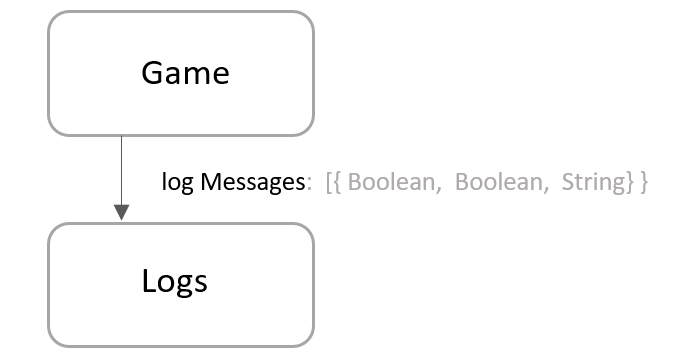 Game
log Messages: [{ Boolean, Boolean, String} }
Logs